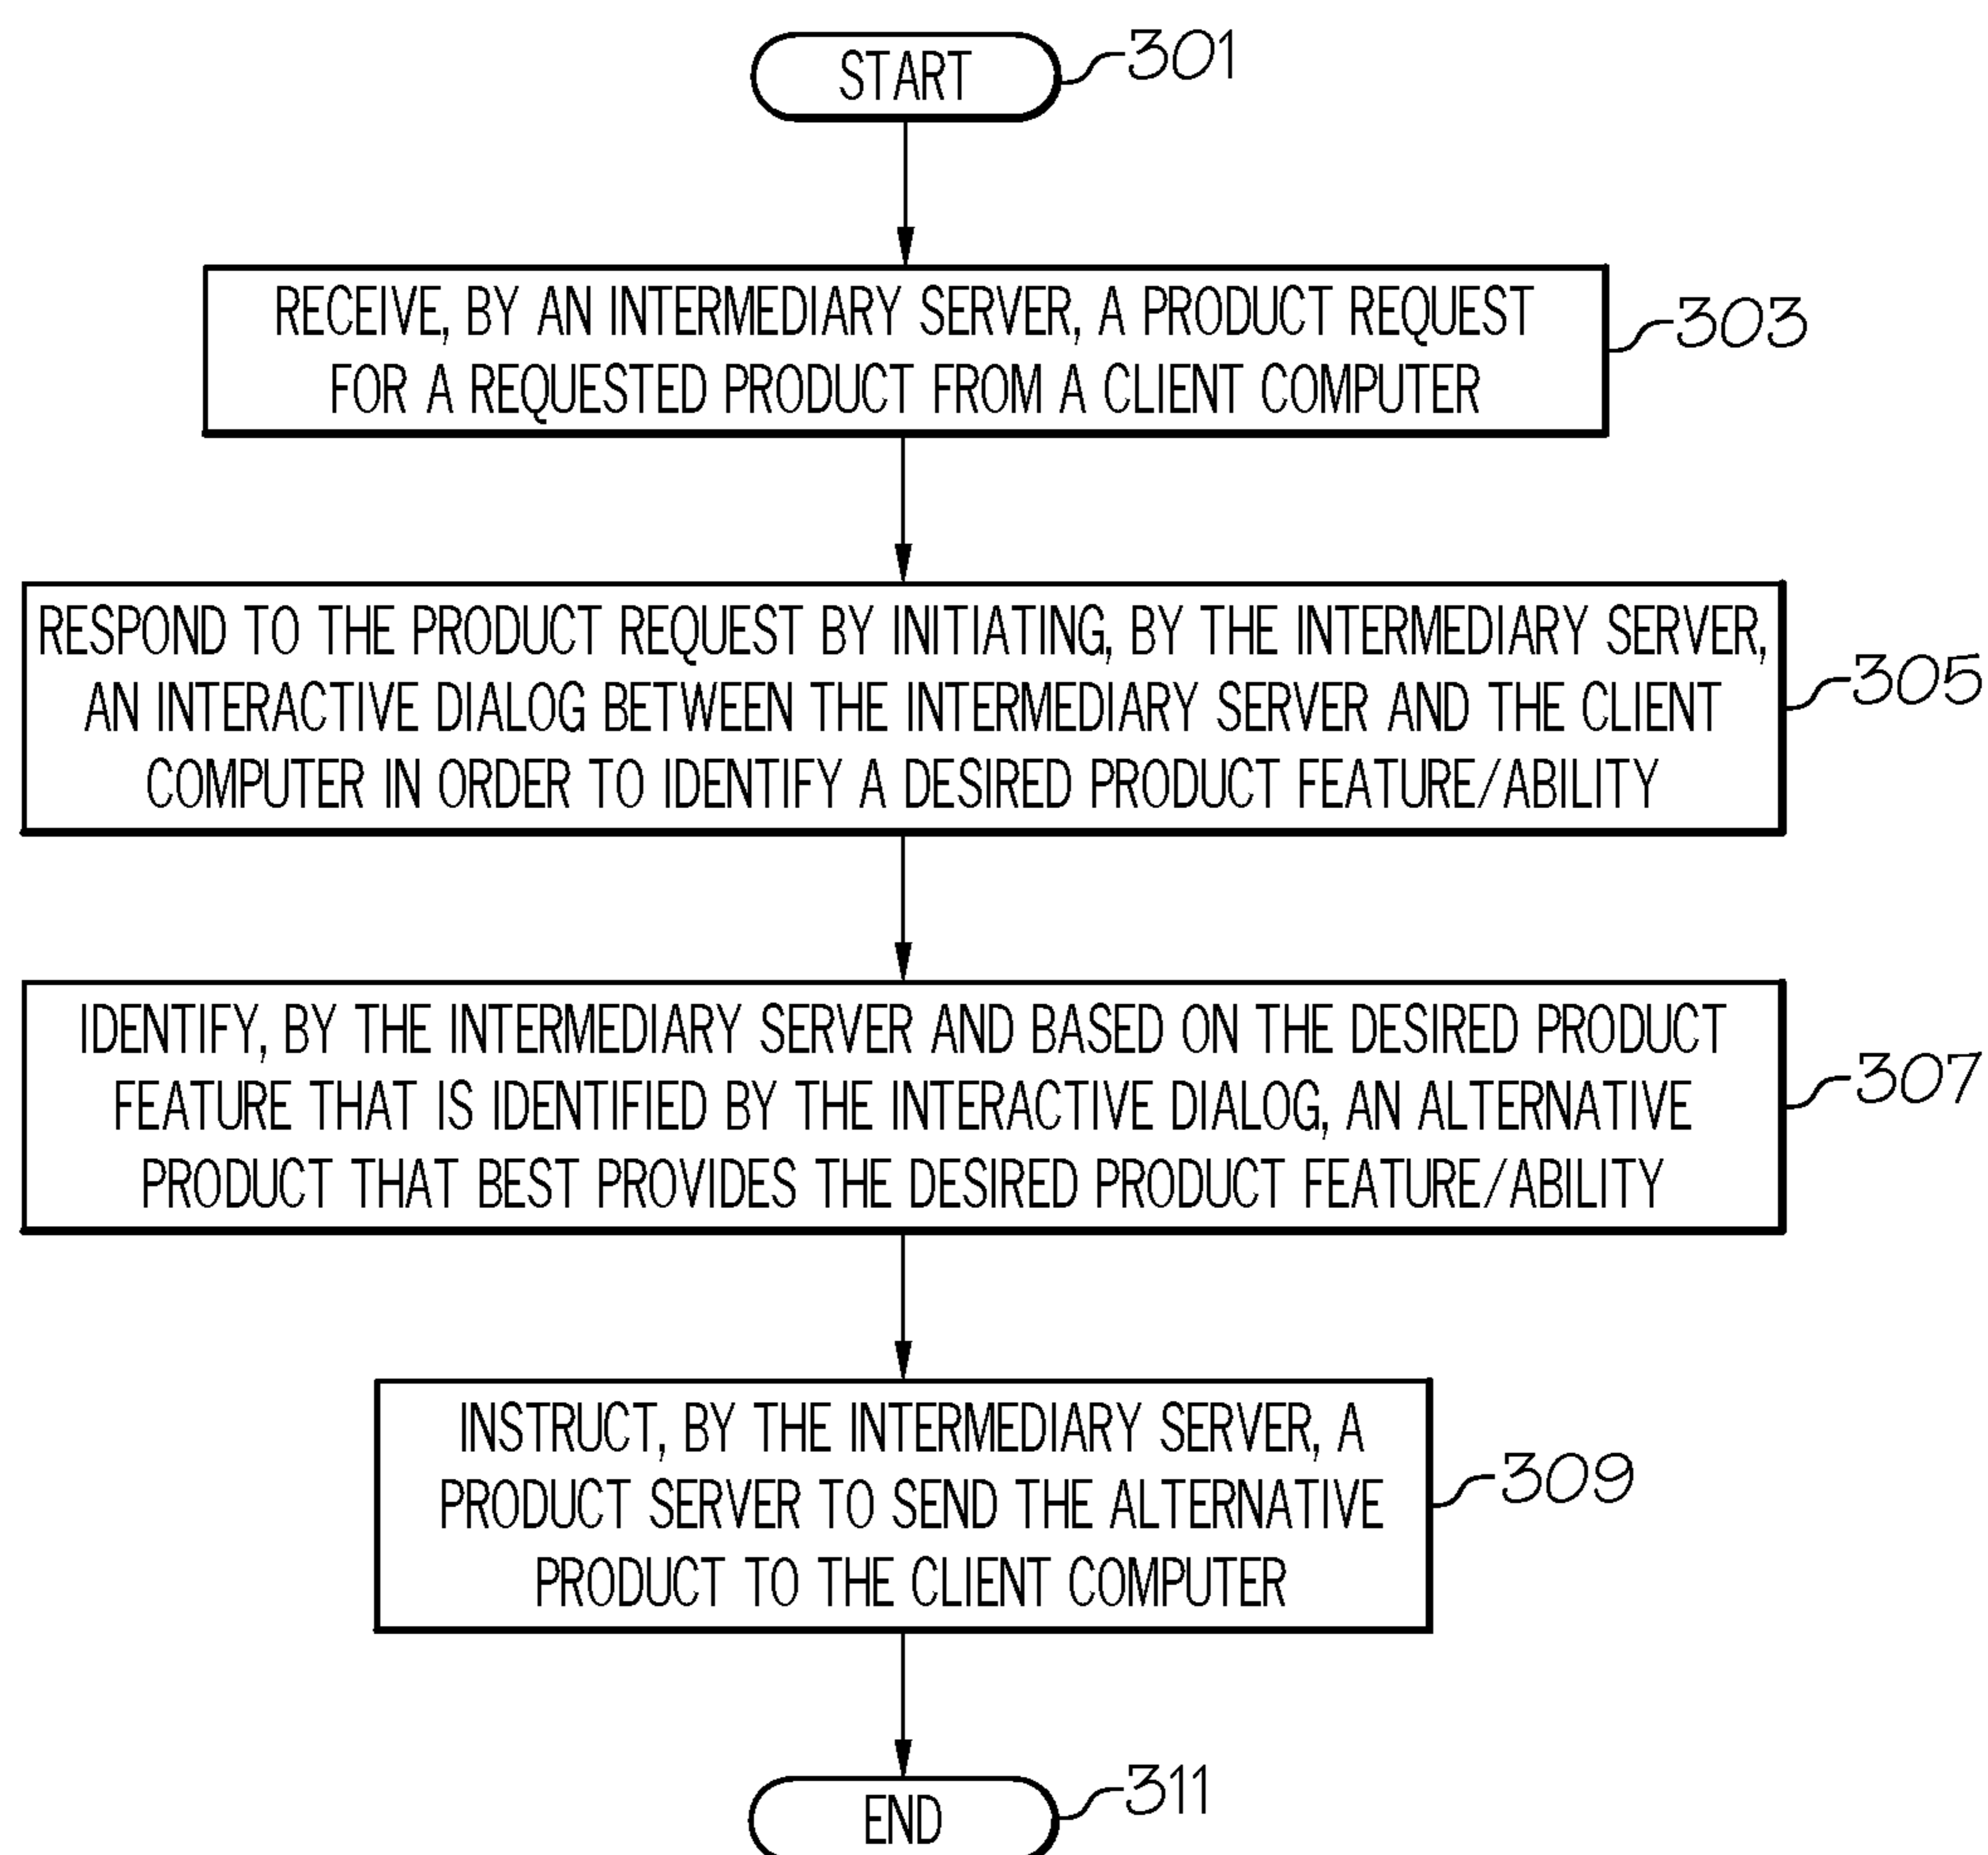 START
301
RECEIVE, BY AN INTERMEDIARY SERVER, A PRODUCT REQUEST
FOR A REQUESTED PRODUCT FROM A CLIENT COMPUTER
303
RESPOND TO THE PRODUCT REQUEST BY INITIATING, BY THE INTERMEDIARY SERVER,
AN INTERACTIVE DIALOG BETWEEN THE INTERMEDIARY SERVER AND THE CLIENT
COMPUTER IN ORDER TO IDENTIFY A DESIRED PRODUCT FEATURE/ABILITY
305
IDENTIFY, BY THE INTERMEDIARY SERVER AND BASED ON THE DESIRED PRODUCT
FEATURE THAT IS IDENTIFIED BY THE INTERACTIVE DIALOG, AN ALTERNATIVE
PRODUCT THAT BEST PROVIDES THE DESIRED PRODUCT FEATURE/ABILITY
307
INSTRUCT, BY THE INTERMEDIARY SERVER, A
PRODUCT SERVER TO SEND THE ALTERNATIVE
PRODUCT TO THE CLIENT COMPUTER
309
END
311